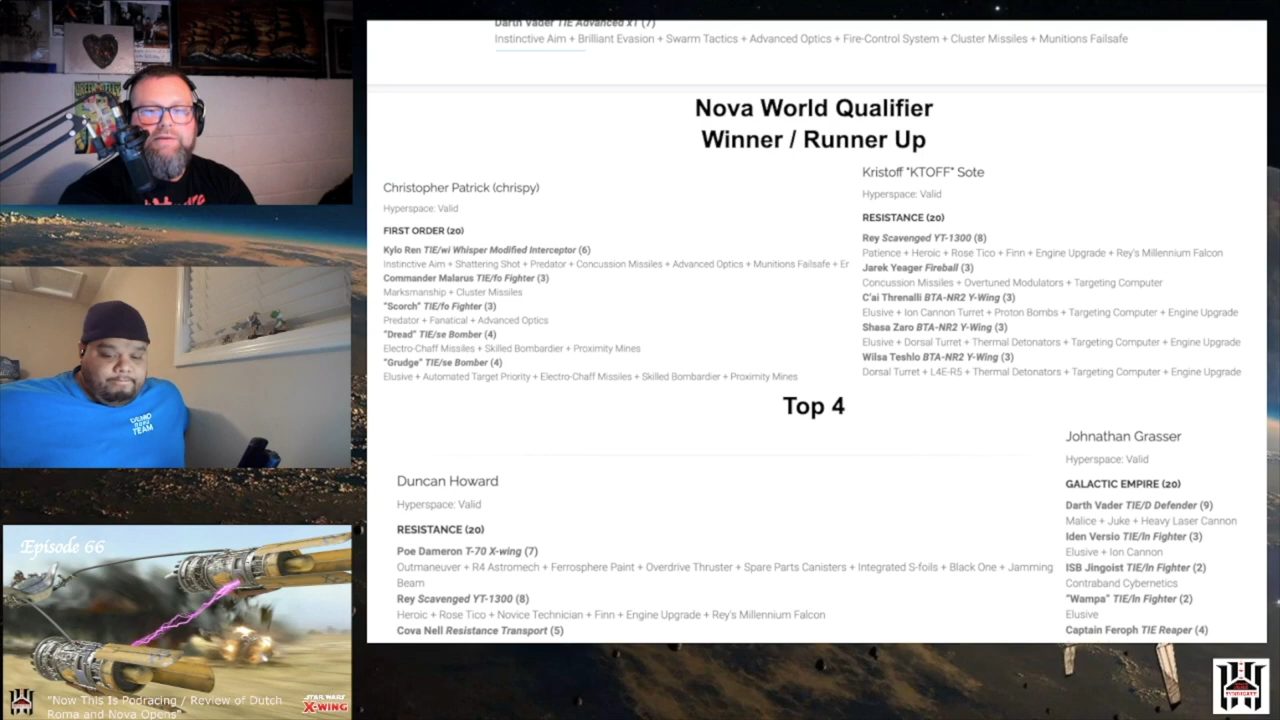 Darth Vader TIE Advanced x1 (7)
Instinctive Aim + Brilliant Evasion + Swarm Tactics + Advanced Optics + Fire-Control System + Cluster Missiles + Munitions Failsafe
Nova World Qualifier
Winner / Runner Up
Christopher Patrick (chrispy)
Hyperspace: Valid
FIRST ORDER (20)
Kylo Ren TIE/wi Whisper Modified Interceptor (6)
Instinctive Aim + Shattering Shot + Predator + Concussion Missiles + Advanced Optics + Munitions Failsafe + Er
Commander Malarus TIE/fo Fighter (3)
Marksmanship + Cluster Missiles
"Scorch" TIE/fo Fighter (3)
Predator + Fanatical + Advanced Optics
"Dread" TIE/se Bomber (4)
Electro-Chaff Missiles + Skilled Bombardier + Proximity Mines
"Grudge" TIE/se Bomber (4)
Elusive + Automated Target Priority + Electro-Chaff Missiles + Skilled Bombardier + Proximity Mines
Kristoff "KTOFF" Sote
Hyperspace: Valid
RESISTANCE (20)
Rey Scavenged YT-1300 (8)
Patience + Heroic + Rose Tico + Finn + Engine Upgrade + Rey's Millennium Falcon
Jarek Yeager Fireball (3)
Concussion Missiles + Overtuned Modulators + Targeting Computer
C'ai Threnalli BTA-NR2 Y-Wing (3)
Elusive + Ion Cannon Turret + Proton Bombs + Targeting Computer + Engine Upgrade
Shasa Zaro BTA-NR2 Y-Wing (3)
Elusive + Dorsal Turret + Thermal Detonators + Targeting Computer + Engine Upgrade
Wilsa Teshlo BTA-NR2 Y-Wing (3)
Dorsal Turret + L4E-R5 + Thermal Detonators + Targeting Computer + Engine Upgrade
Top 4
Duncan Howard
Hyperspace: Valid
RESISTANCE (20)
Poe Dameron T-70 X-wing (7)
Outmaneuver + R4 Astromech + Ferrosphere Paint + Overdrive Thruster + Spare Parts Canisters + Integrated S-foils + Black One + Jamming
Beam
Rey Scavenged YT-1300 (8)
Heroic + Rose Tico + Novice Technician + Finn + Engine Upgrade + Rey's Millennium Falcon
Cova Nell Resistance Transport (5)
Johnathan Grasser
Hyperspace: Valid
GALACTIC EMPIRE (20)
Darth Vader TIE/D Defender (9)
Malice + Juke + Heavy Laser Cannon
Iden Versio TIE/ln Fighter (3)
Elusive + Ion Cannon
ISB Jingoist TIE/ln Fighter (2)
Contraband Cybernetics
"Wampa" TIE/ln Fighter (2)
Elusive
Captain Feroph TIE Reaper (4)
DEMO
TEAM
Episode 66
"Now This Is Podracing / Review of Dutch
Roma and Nova Opens"
STAR WARS
X-WING